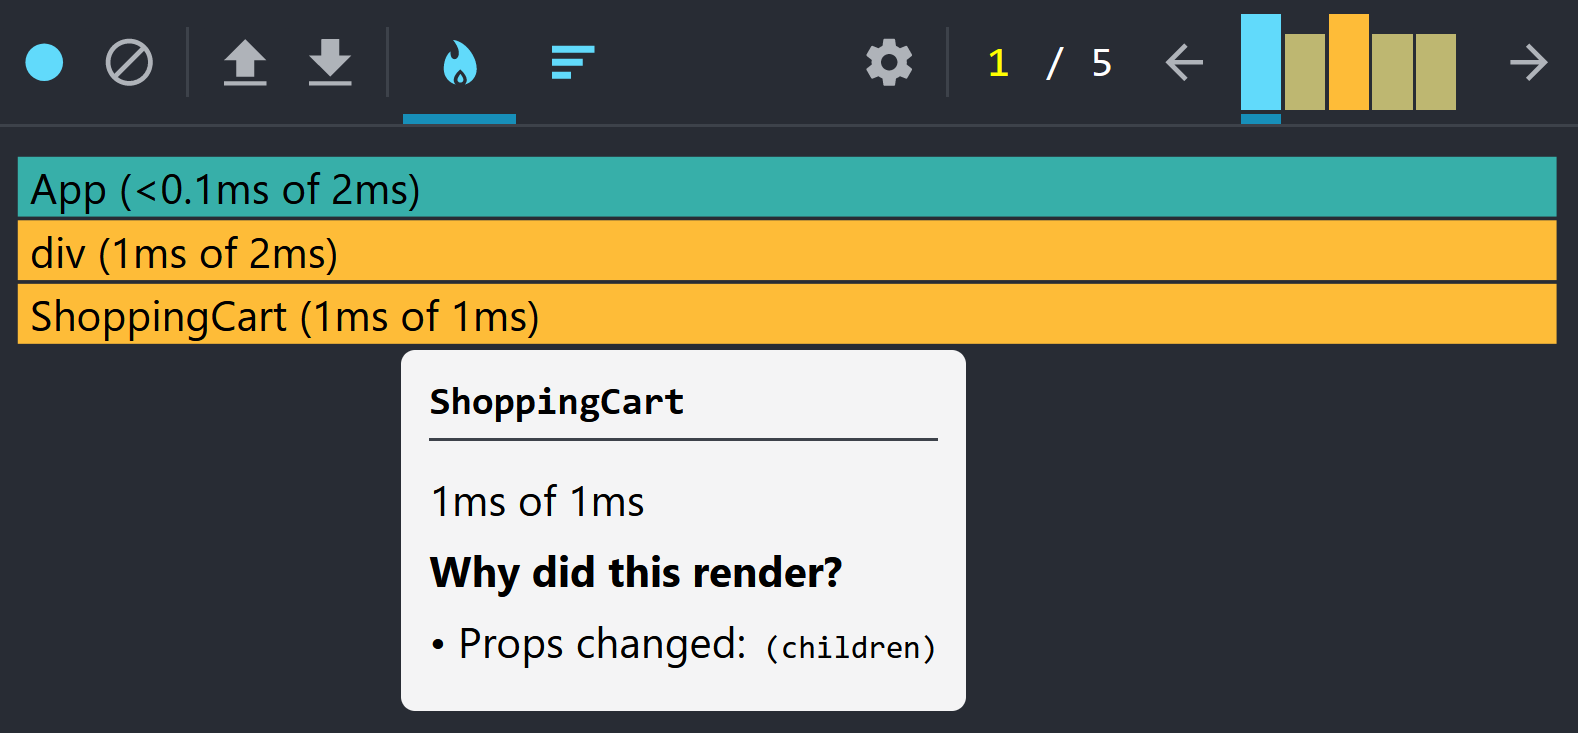 1 / 5
App (<0.1ms of 2ms)
div (1ms of 2ms)
ShoppingCart (1ms of 1ms)
ShoppingCart
1ms of 1ms
Why did this render?
• Props changed: (children)